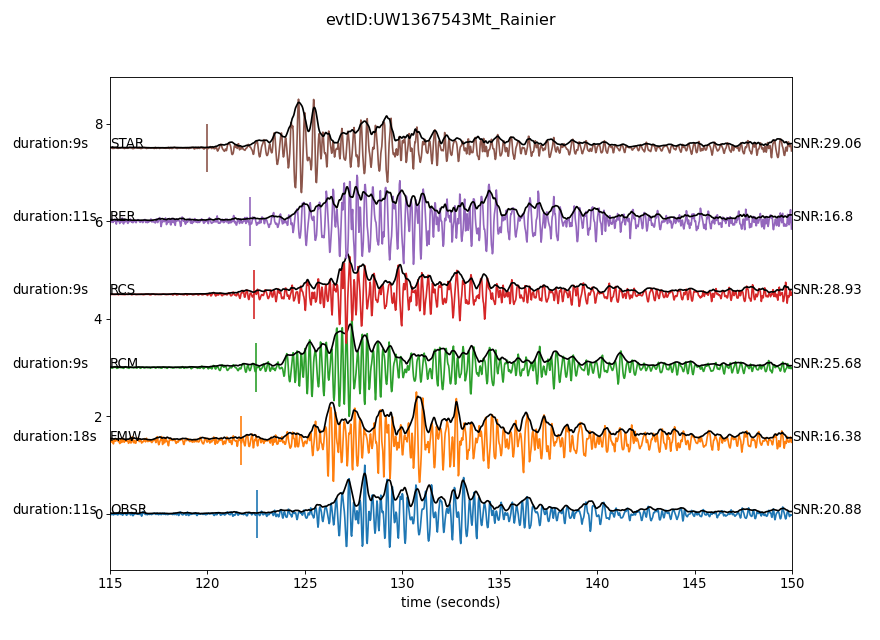 evtID:UW1367543Mt_Rainier
8
duration:9s STAR SNR:29.06
duration:11s RER SNR:16.8
6
duration:9s RCS SNR:28.93
4
duration:9s RCM SNR:25.68
2
duration:18s FMW SNR:16.38
duration:11s OBSR SNR:20.88
0
115 120 125 130 135 140 145 150
time (seconds)